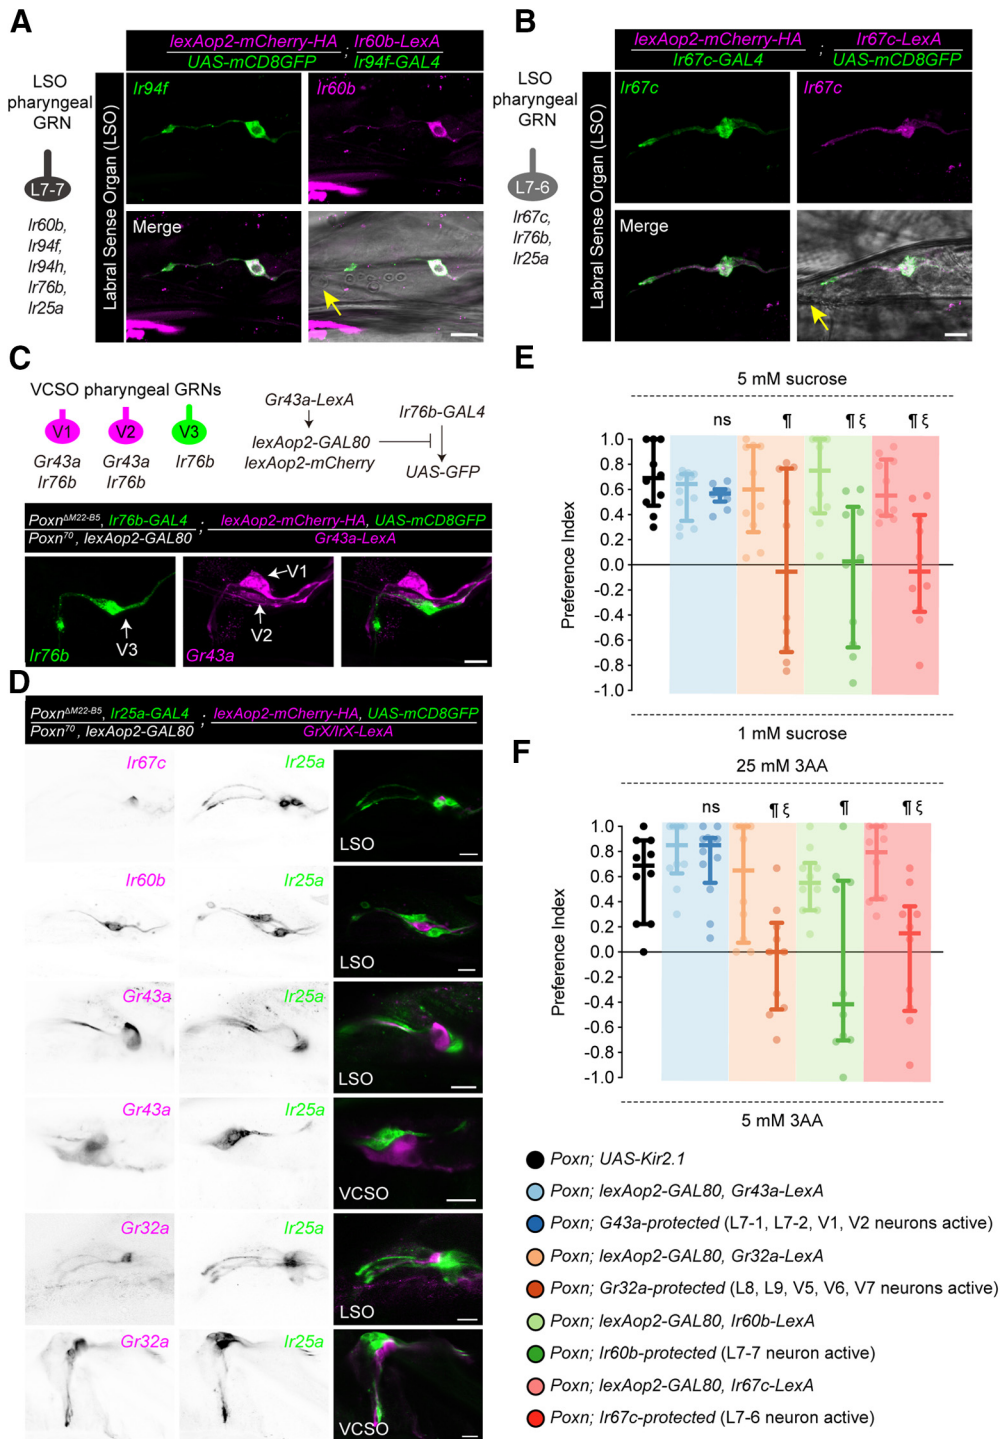 A
lexAop2-mCherry-HA ; Ir60b-LexA
UAS-mCD8GFP Ir94f-GAL4
LSO
pharyngeal
GRN
L7-7
Ir60b,
Ir94f,
Ir94h,
Ir76b,
Ir25a
Labral Sense Organ (LSO)
Ir94f
Ir60b
Merge
B
lexAop2-mCherry-HA ; Ir67c-LexA
Ir67c-GAL4 UAS-mCD8GFP
LSO
pharyngeal
GRN
L7-6
Ir67c,
Ir76b,
Ir25a
Labral Sense Organ (LSO)
Ir67c
Ir67c
Merge
C
VCSO pharyngeal GRNs
V1
V2
V3
Gr43a
Ir76b
Gr43a
Ir76b
Ir76b
Gr43a-LexA
lexAop2-GAL80
lexAop2-mCherry
Ir76b-GAL4
UAS-GFP
PoxnΔM22-B5, Ir76b-GAL4 ; lexAop2-mCherry-HA, UAS-mCD8GFP
Poxn70, lexAop2-GAL80 Gr43a-LexA
V3
Ir76b
V1
V2
Gr43a
D
PoxnΔM22-B5, Ir25a-GAL4 ; lexAop2-mCherry-HA, UAS-mCD8GFP
Poxn70, lexAop2-GAL80 GrX/IrX-LexA
Ir67c
Ir25a
LSO
Ir60b
Ir25a
LSO
Gr43a
Ir25a
LSO
Gr43a
Ir25a
VCSO
Gr32a
Ir25a
LSO
Gr32a
Ir25a
VCSO
E
5 mM sucrose
ns
¶
¶ ξ
¶ ξ
Preference Index
1.0
0.8
0.6
0.4
0.2
0.0
-0.2
-0.4
-0.6
-0.8
-1.0
1 mM sucrose
F
25 mM 3AA
ns
¶ ξ
¶
¶ ξ
Preference Index
1.0
0.8
0.6
0.4
0.2
0.0
-0.2
-0.4
-0.6
-0.8
-1.0
5 mM 3AA
Poxn; UAS-Kir2.1
Poxn; lexAop2-GAL80, Gr43a-LexA
Poxn; G43a-protected (L7-1, L7-2, V1, V2 neurons active)
Poxn; lexAop2-GAL80, Gr32a-LexA
Poxn; Gr32a-protected (L8, L9, V5, V6, V7 neurons active)
Poxn; lexAop2-GAL80, Ir60b-LexA
Poxn; Ir60b-protected (L7-7 neuron active)
Poxn; lexAop2-GAL80, Ir67c-LexA
Poxn; Ir67c-protected (L7-6 neuron active)